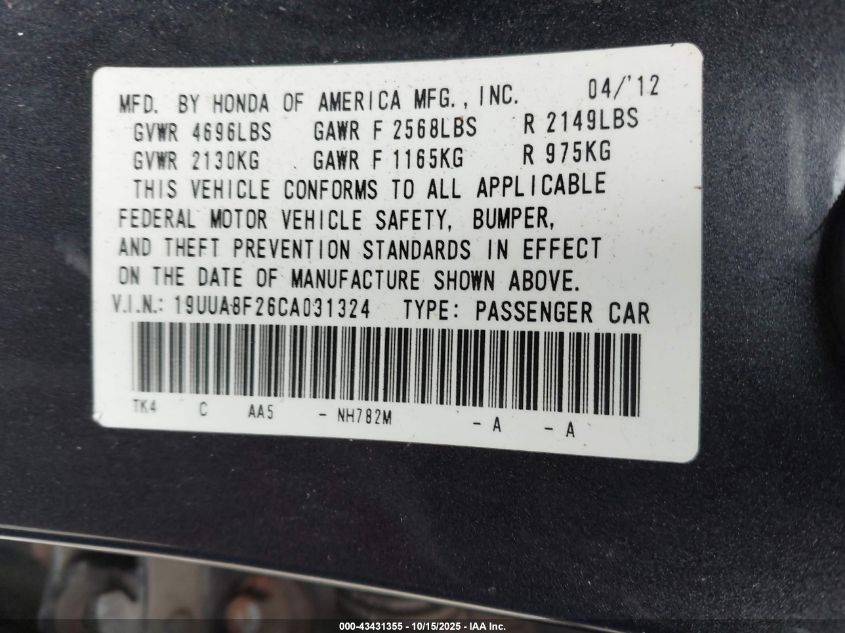 MFD. BY HONDA OF AMERICA MFG., INC. 04/'12
GVWR 4696LBS GAWR F 2568LBS R 2149LBS
GVWR 2130KG GAWR F 1165KG R 975KG
THIS VEHICLE CONFORMS TO ALL APPLICABLE
FEDERAL MOTOR VEHICLE SAFETY, BUMPER,
AND THEFT PREVENTION STANDARDS IN EFFECT
ON THE DATE OF MANUFACTURE SHOWN ABOVE.
V.I.N.: 19UUA8F26CA031324 TYPE: PASSENGER CAR
TK4 C AA5 - NH782M - A - A
000-43431355 - 10/15/2025 - IAA Inc.